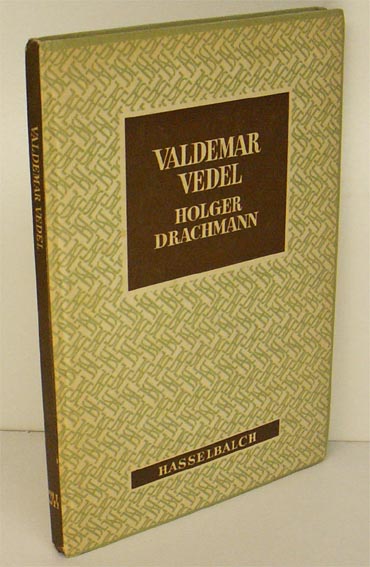 VALDEMAR
VEDEL
HOLGER
DRACHMANN
HASSELBALCH
VALDEMAR VEDEL